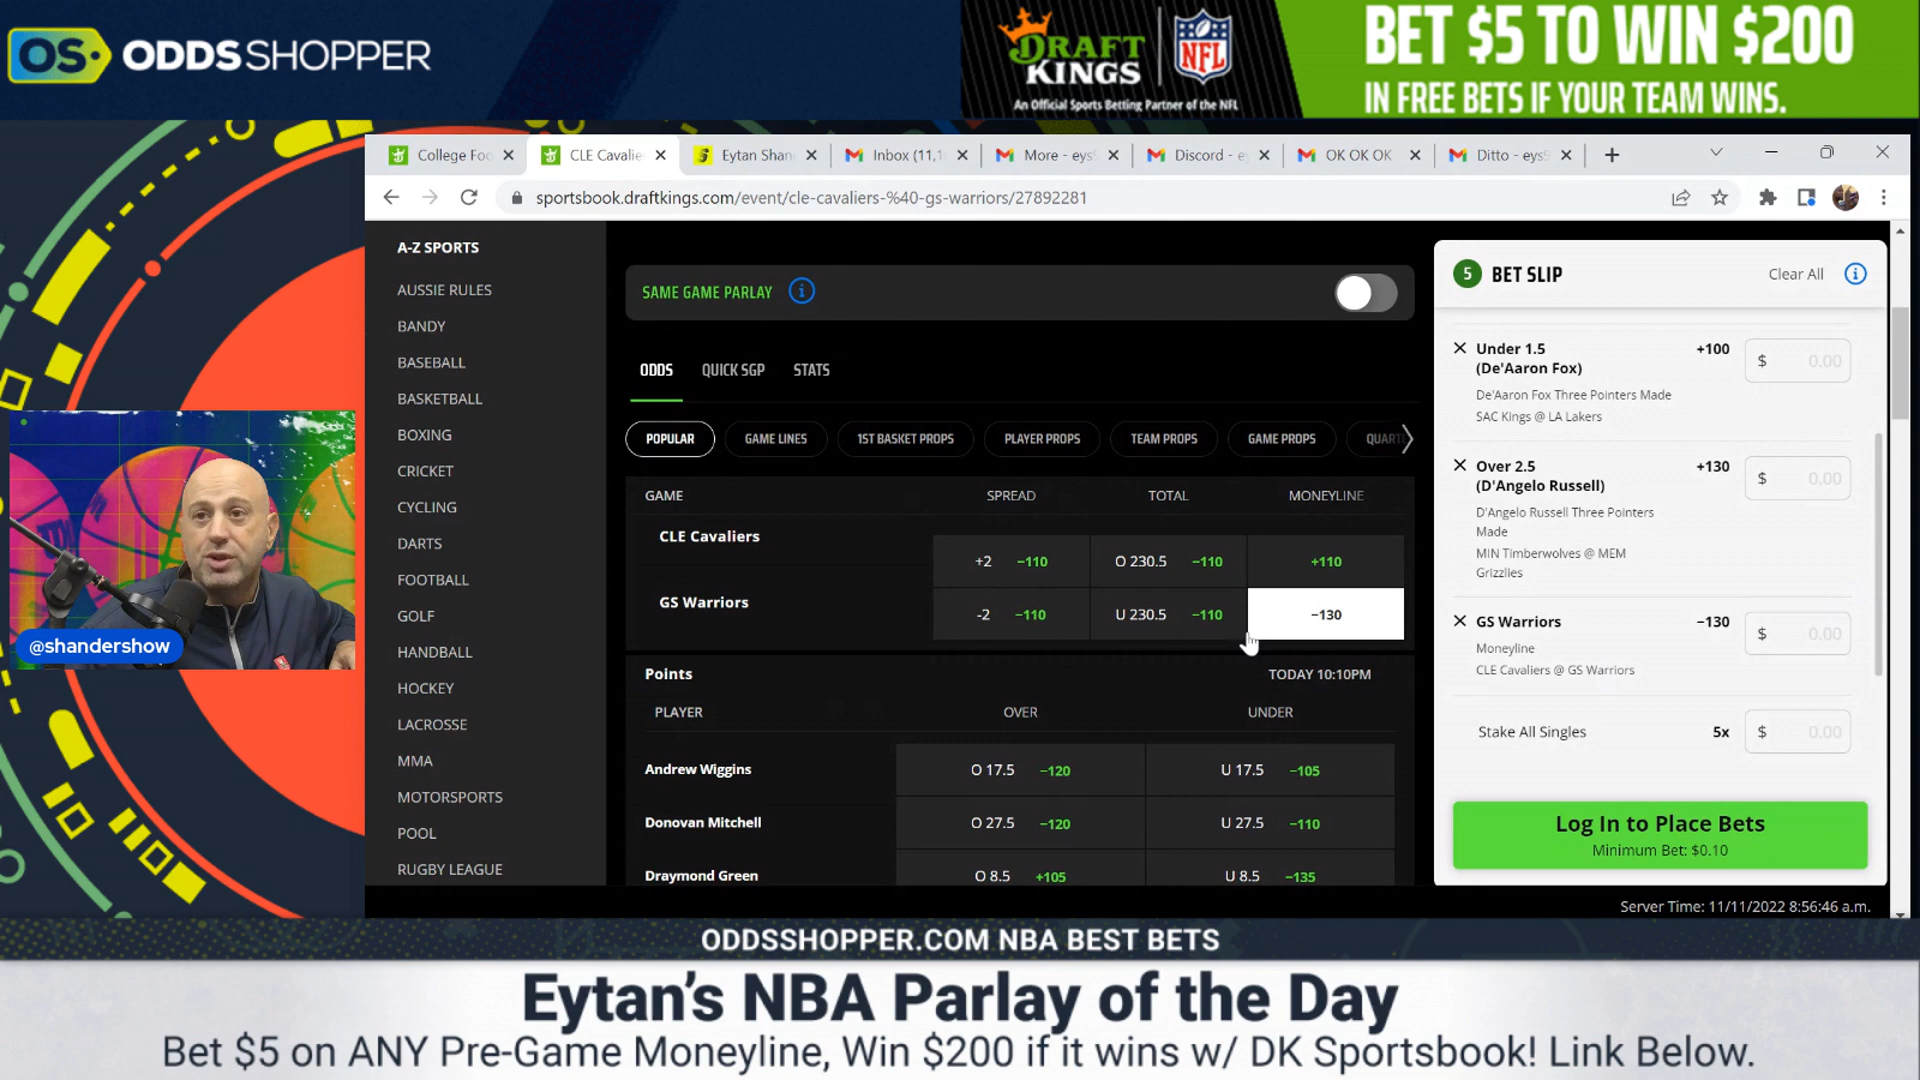 OS.
ODDSSHOPPER
DRAFT
KINGS
NFL
An Official Sports Betting Partner of the NFL
BET $5 TO WIN $200
IN FREE BETS IF YOUR TEAM WINS.
College Foo
CLE Cavalie
Eytan Shan
Inbox (11,1
More - eys9
Discord - e
OK OK OK
Ditto - eys9
sportsbook.draftkings.com/event/cle-cavaliers-%40-gs-warriors/27892281
A-Z SPORTS
AUSSIE RULES
BANDY
BASEBALL
BASKETBALL
BOXING
CRICKET
CYCLING
DARTS
FOOTBALL
GOLF
HANDBALL
HOCKEY
LACROSSE
MMA
MOTORSPORTS
POOL
RUGBY LEAGUE
SAME GAME PARLAY
ODDS QUICK SGP STATS
POPULAR GAME LINES 1ST BASKET PROPS PLAYER PROPS TEAM PROPS GAME PROPS QUART
GAME SPREAD TOTAL MONEYLINE
CLE Cavaliers
+2 −110 O 230.5 −110 +110
GS Warriors
-2 −110 U 230.5 −110 −130
Points TODAY 10:10PM
PLAYER OVER UNDER
Andrew Wiggins O 17.5 −120 U 17.5 −105
Donovan Mitchell O 27.5 −120 U 27.5 −110
Draymond Green O 8.5 +105 U 8.5 −135
5 BET SLIP Clear All
Under 1.5 +100 $ 0.00
(De'Aaron Fox)
De'Aaron Fox Three Pointers Made
SAC Kings @ LA Lakers
Over 2.5 +130 $ 0.00
(D'Angelo Russell)
D'Angelo Russell Three Pointers
Made
MIN Timberwolves @ MEM
Grizzlies
GS Warriors −130 $ 0.00
Moneyline
CLE Cavaliers @ GS Warriors
Stake All Singles 5x $ 0.00
Log In to Place Bets
Minimum Bet: $0.10
Server Time: 11/11/2022 8:56:46 a.m.
@shandershow
ODDSSHOPPER.COM NBA BEST BETS
Eytan's NBA Parlay of the Day
Bet $5 on ANY Pre-Game Moneyline, Win $200 if it wins w/ DK Sportsbook! Link Below.